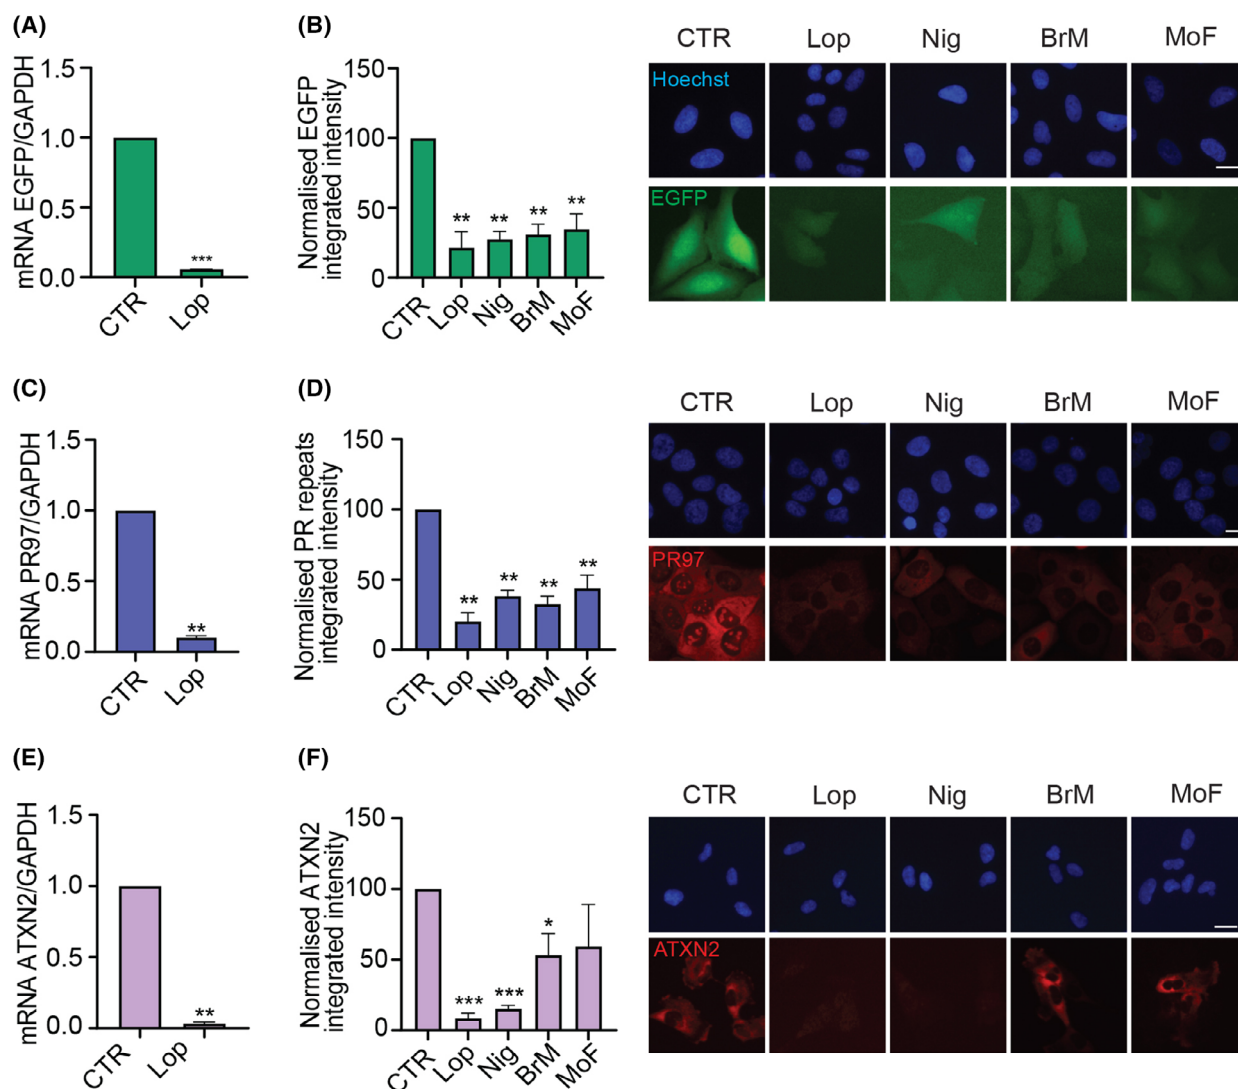 (A)
mRNA EGFP/GAPDH
1.5
1.0
0.5
0.0
***
CTR
Lop
(B)
Normalised EGFP
integrated intensity
150
100
50
0
** ** ** **
CTR
Lop
Nig
BrM
MoF
CTR Lop Nig BrM MoF
Hoechst
EGFP
(C)
mRNA PR97/GAPDH
1.5
1.0
0.5
0.0
**
CTR
Lop
(D)
Normalised PR repeats
integrated intensity
150
100
50
0
** ** ** **
CTR
Lop
Nig
BrM
MoF
CTR Lop Nig BrM MoF
PR97
(E)
mRNA ATXN2/GAPDH
1.5
1.0
0.5
0.0
**
CTR
Lop
(F)
Normalised ATXN2
integrated intensity
150
100
50
0
*** *** *
CTR
Lop
Nig
BrM
MoF
CTR Lop Nig BrM MoF
ATXN2